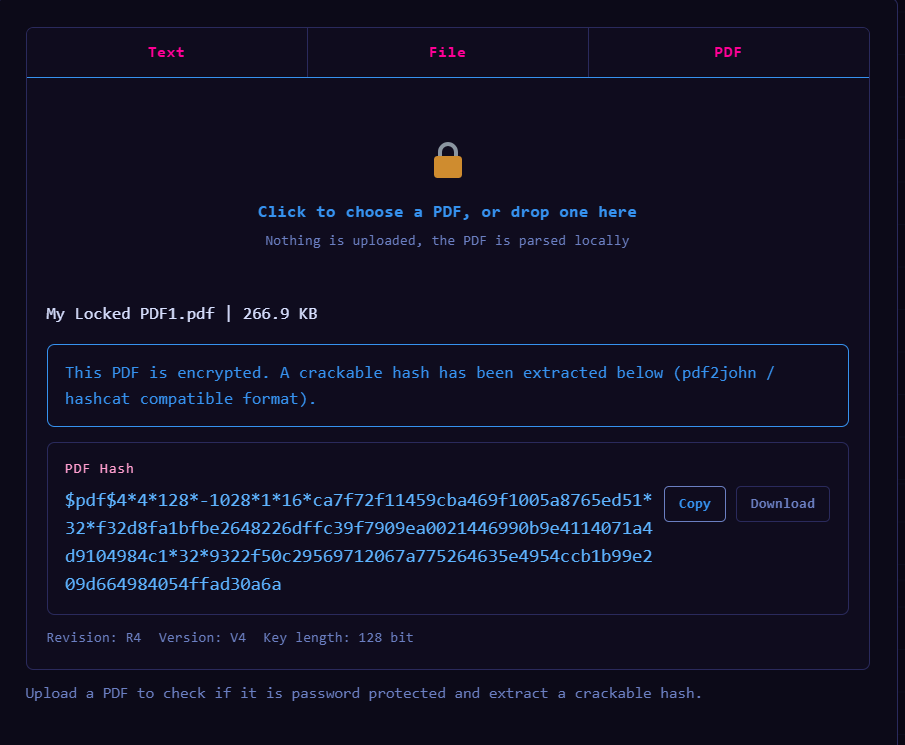 Text File PDF
Click to choose a PDF, or drop one here
Nothing is uploaded, the PDF is parsed locally
My Locked PDF1.pdf | 266.9 KB
This PDF is encrypted. A crackable hash has been extracted below (pdf2john /
hashcat compatible format).
PDF Hash
$pdf$4*4*128*-1028*1*16*ca7f72f11459cba469f1005a8765ed51*
32*f32d8fa1bfbe2648226dffc39f7909ea0021446990b9e4114071a4
d9104984c1*32*9322f50c29569712067a775264635e4954ccb1b99e2
09d664984054ffad30a6a
Copy Download
Revision: R4 Version: V4 Key length: 128 bit
Upload a PDF to check if it is password protected and extract a crackable hash.